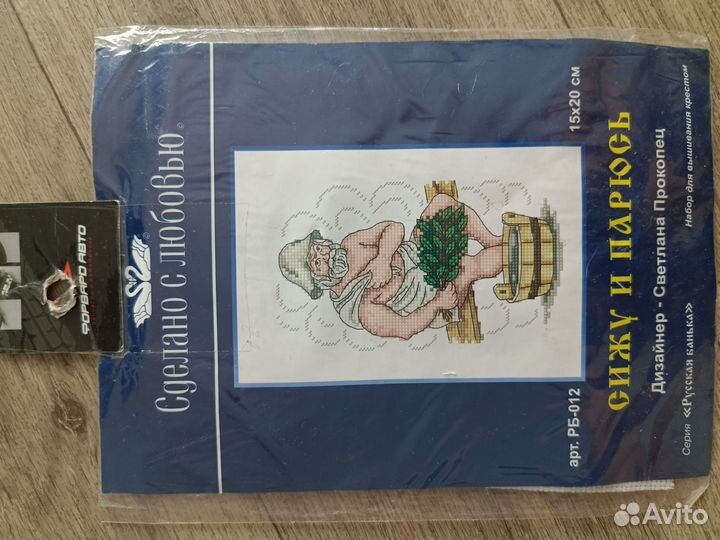 Сделано с любовью
арт. РБ-012
15х20 см
СИЖУ И ПАРЮСЬ
Дизайнер - Светлана Прокопец
Серия «Русская банька»
Набор для вышивания крестом
ФОРВАРД АВТО
Avito